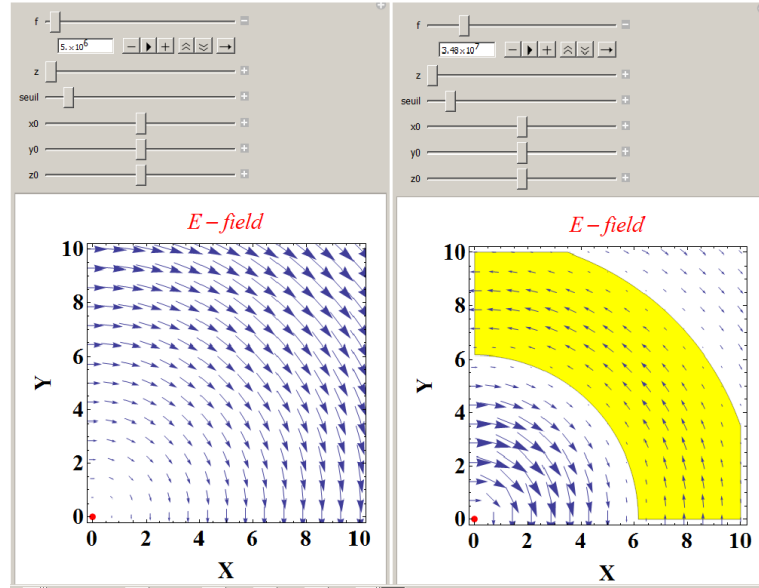 f
5.×10⁶
z
seuil
x0
y0
z0
E – field
10
8
6
4
2
0
Y
0 2 4 6 8 10
X
f
3.48×10⁷
z
seuil
x0
y0
z0
E – field
10
8
6
4
2
0
Y
0 2 4 6 8 10
X